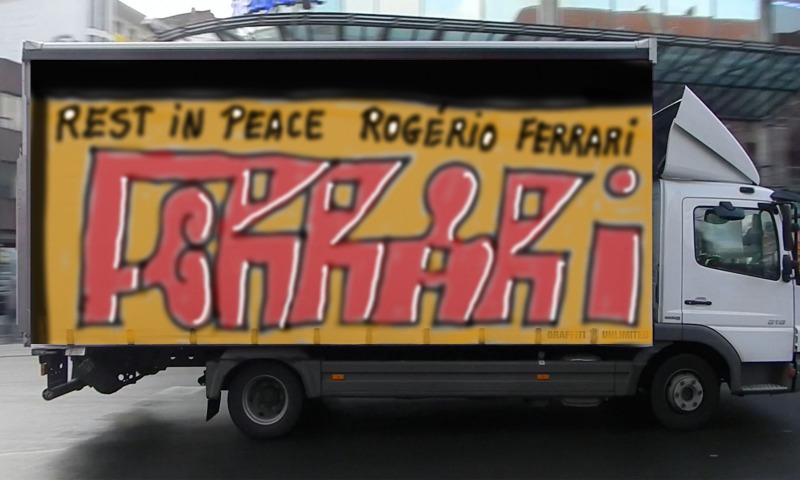 REST iN PEACE ROGÉRiO FERRARi
FERRARi
GRAFFITI UNLIMITED